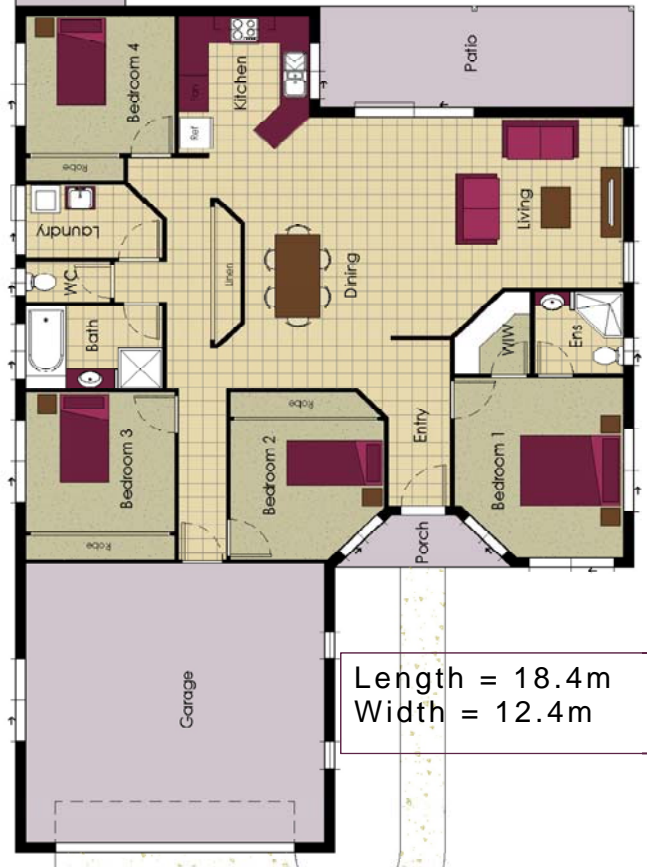 Patio
Kitchen
Pan
Ref
Bedroom 4
Robe
Laundry
Living
Linen
Dining
WC
Bath
WIW
Ens
Robe
Entry
Bedroom 3
Bedroom 2
Bedroom 1
Robe
Porch
Garage
Length = 18.4m
Width = 12.4m